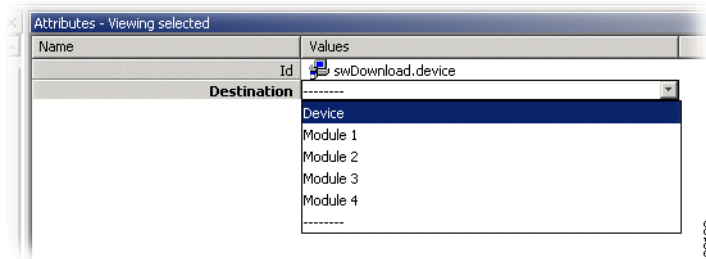 Attributes - Viewing selected
Name Values
Id swDownload.device
Destination --------
Device
Module 1
Module 2
Module 3
Module 4
--------